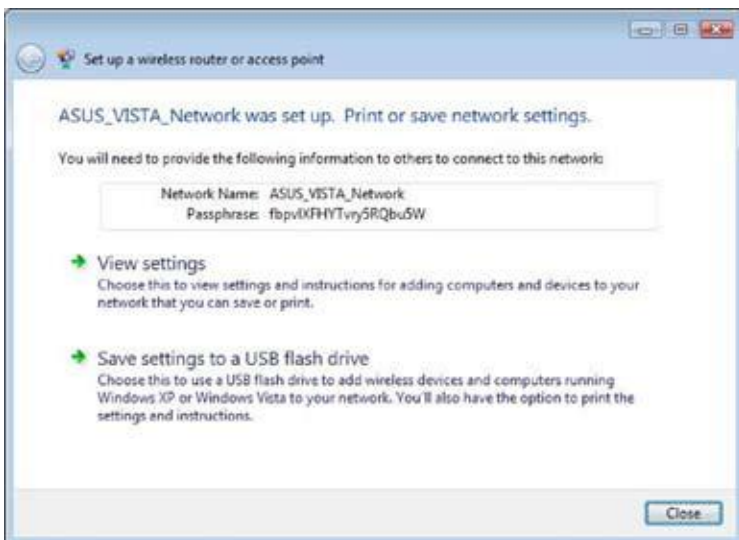 Set up a wireless router or access point
ASUS_VISTA_Network was set up. Print or save network settings.
You will need to provide the following information to others to connect to this network:
Network Name: ASUS_VISTA_Network
Passphrase:
View settings
Choose this to view settings and instructions for adding computers and devices to your
network that you can save or print.
Save settings to a USB flash drive
Choose this to use a USB flash drive to add wireless devices and computers running
Windows XP or Windows Vista to your network. You'll also have the option to print the
settings and instructions.
Close